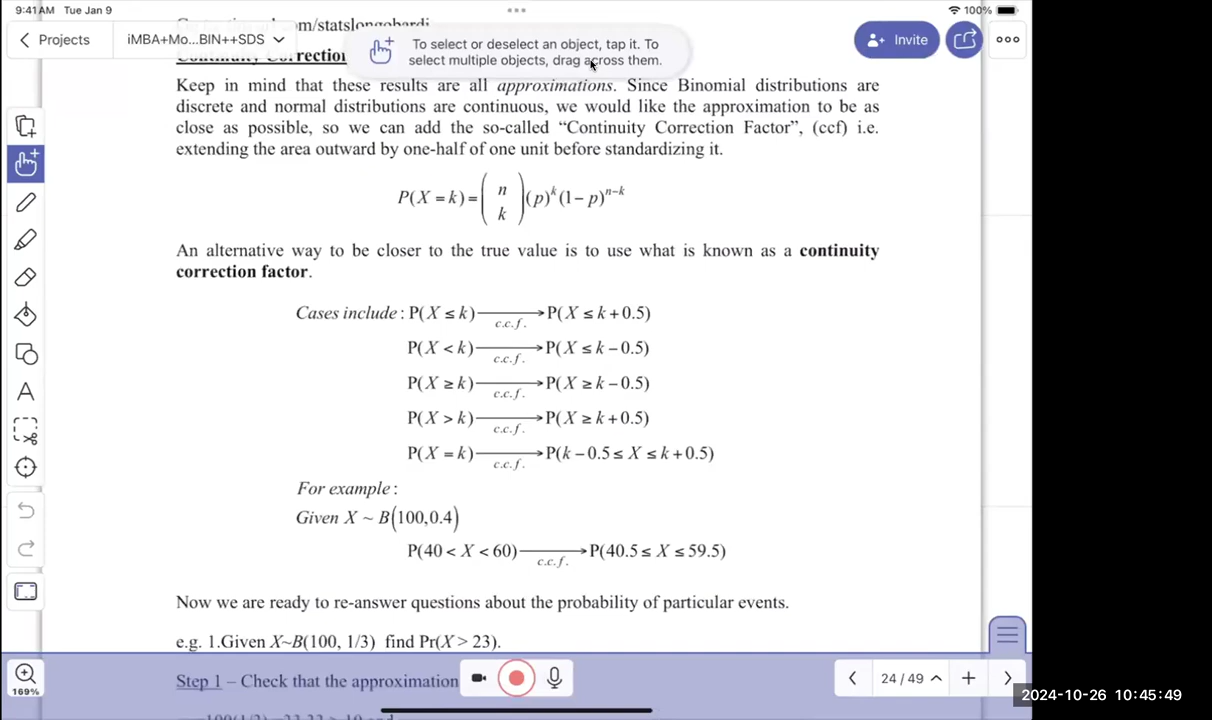 9:41 AM Tue Jan 9
100%
Projects
iMBA+Mo...BIN++SDS
To select or deselect an object, tap it. To
select multiple objects, drag across them.
Invite
Keep in mind that these results are all approximations. Since Binomial distributions are
discrete and normal distributions are continuous, we would like the approximation to be as
close as possible, so we can add the so-called “Continuity Correction Factor”, (ccf) i.e.
extending the area outward by one-half of one unit before standardizing it.
P(X = k) = ( n k ) (p)^k (1 − p)^{n−k}
An alternative way to be closer to the true value is to use what is known as a continuity
correction factor.
Cases include : P(X ≤ k) ⟶ c.c.f. P(X ≤ k + 0.5)
P(X < k) ⟶ c.c.f. P(X ≤ k − 0.5)
P(X ≥ k) ⟶ c.c.f. P(X ≥ k − 0.5)
P(X > k) ⟶ c.c.f. P(X ≥ k + 0.5)
P(X = k) ⟶ c.c.f. P(k − 0.5 ≤ X ≤ k + 0.5)
For example :
Given X ~ B(100,0.4)
P(40 < X < 60) ⟶ c.c.f. P(40.5 ≤ X ≤ 59.5)
Now we are ready to re-answer questions about the probability of particular events.
e.g. 1.Given X~B(100, 1/3) find Pr(X > 23).
Step 1 – Check that the approximation
169%
24 / 49
2024-10-26 10:45:49